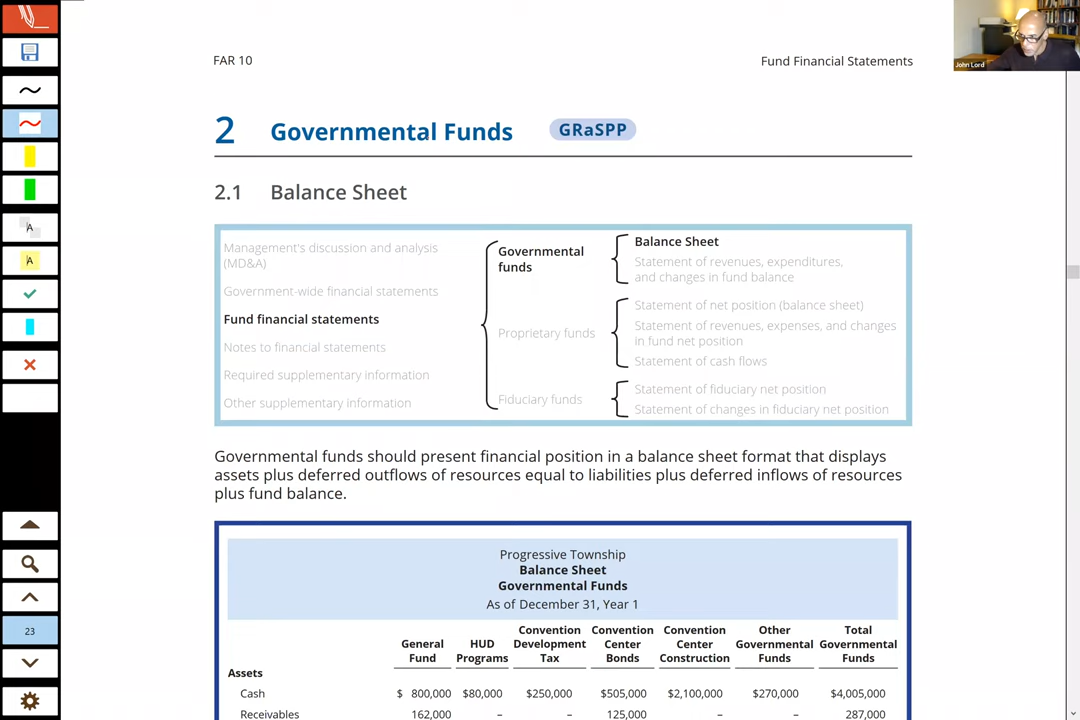 FAR 10
Fund Financial Statements
John Lord
2 Governmental Funds GRaSPP
2.1 Balance Sheet
Management's discussion and analysis
(MD&A)
Government-wide financial statements
Fund financial statements
Notes to financial statements
Required supplementary information
Other supplementary information
Governmental
funds
Proprietary funds
Fiduciary funds
Balance Sheet
Statement of revenues, expenditures,
and changes in fund balance
Statement of net position (balance sheet)
Statement of revenues, expenses, and changes
in fund net position
Statement of cash flows
Statement of fiduciary net position
Statement of changes in fiduciary net position
Governmental funds should present financial position in a balance sheet format that displays
assets plus deferred outflows of resources equal to liabilities plus deferred inflows of resources
plus fund balance.
Progressive Township
Balance Sheet
Governmental Funds
As of December 31, Year 1
General
Fund
HUD
Programs
Convention
Development
Tax
Convention
Center
Bonds
Convention
Center
Construction
Other
Governmental
Funds
Total
Governmental
Funds
Assets
Cash $ 800,000 $80,000 $250,000 $505,000 $2,100,000 $270,000 $4,005,000
Receivables 162,000 – – 125,000 – – 287,000
A
A
23